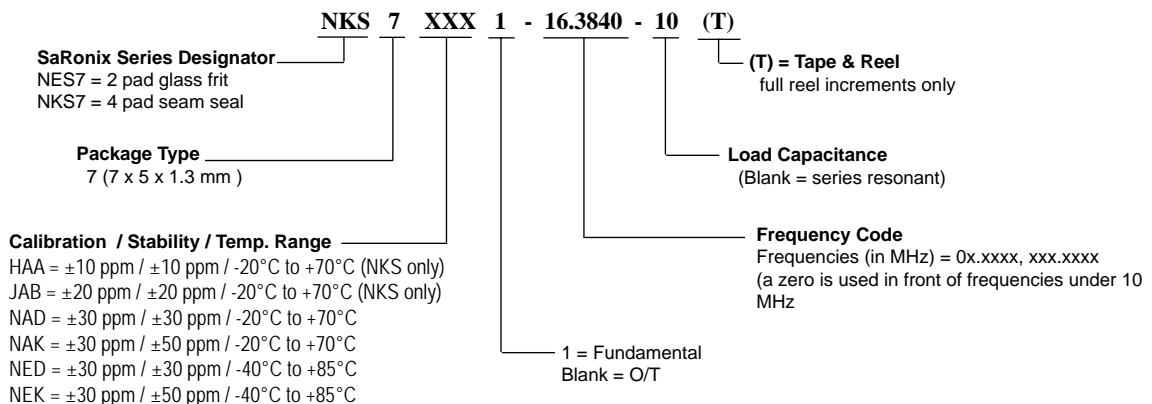 NKS 7 XXX 1 - 16.3840 - 10 (T)
SaRonix Series Designator
NES7 = 2 pad glass frit
NKS7 = 4 pad seam seal
(T) = Tape & Reel
full reel increments only
Package Type
7 (7 x 5 x 1.3 mm )
Load Capacitance
(Blank = series resonant)
Calibration / Stability / Temp. Range
HAA = ±10 ppm / ±10 ppm / -20°C to +70°C (NKS only)
JAB = ±20 ppm / ±20 ppm / -20°C to +70°C (NKS only)
NAD = ±30 ppm / ±30 ppm / -20°C to +70°C
NAK = ±30 ppm / ±50 ppm / -20°C to +70°C
NED = ±30 ppm / ±30 ppm / -40°C to +85°C
NEK = ±30 ppm / ±50 ppm / -40°C to +85°C
Frequency Code
Frequencies (in MHz) = 0x.xxxx, xxx.xxxx
(a zero is used in front of frequencies under 10
MHz
1 = Fundamental
Blank = O/T